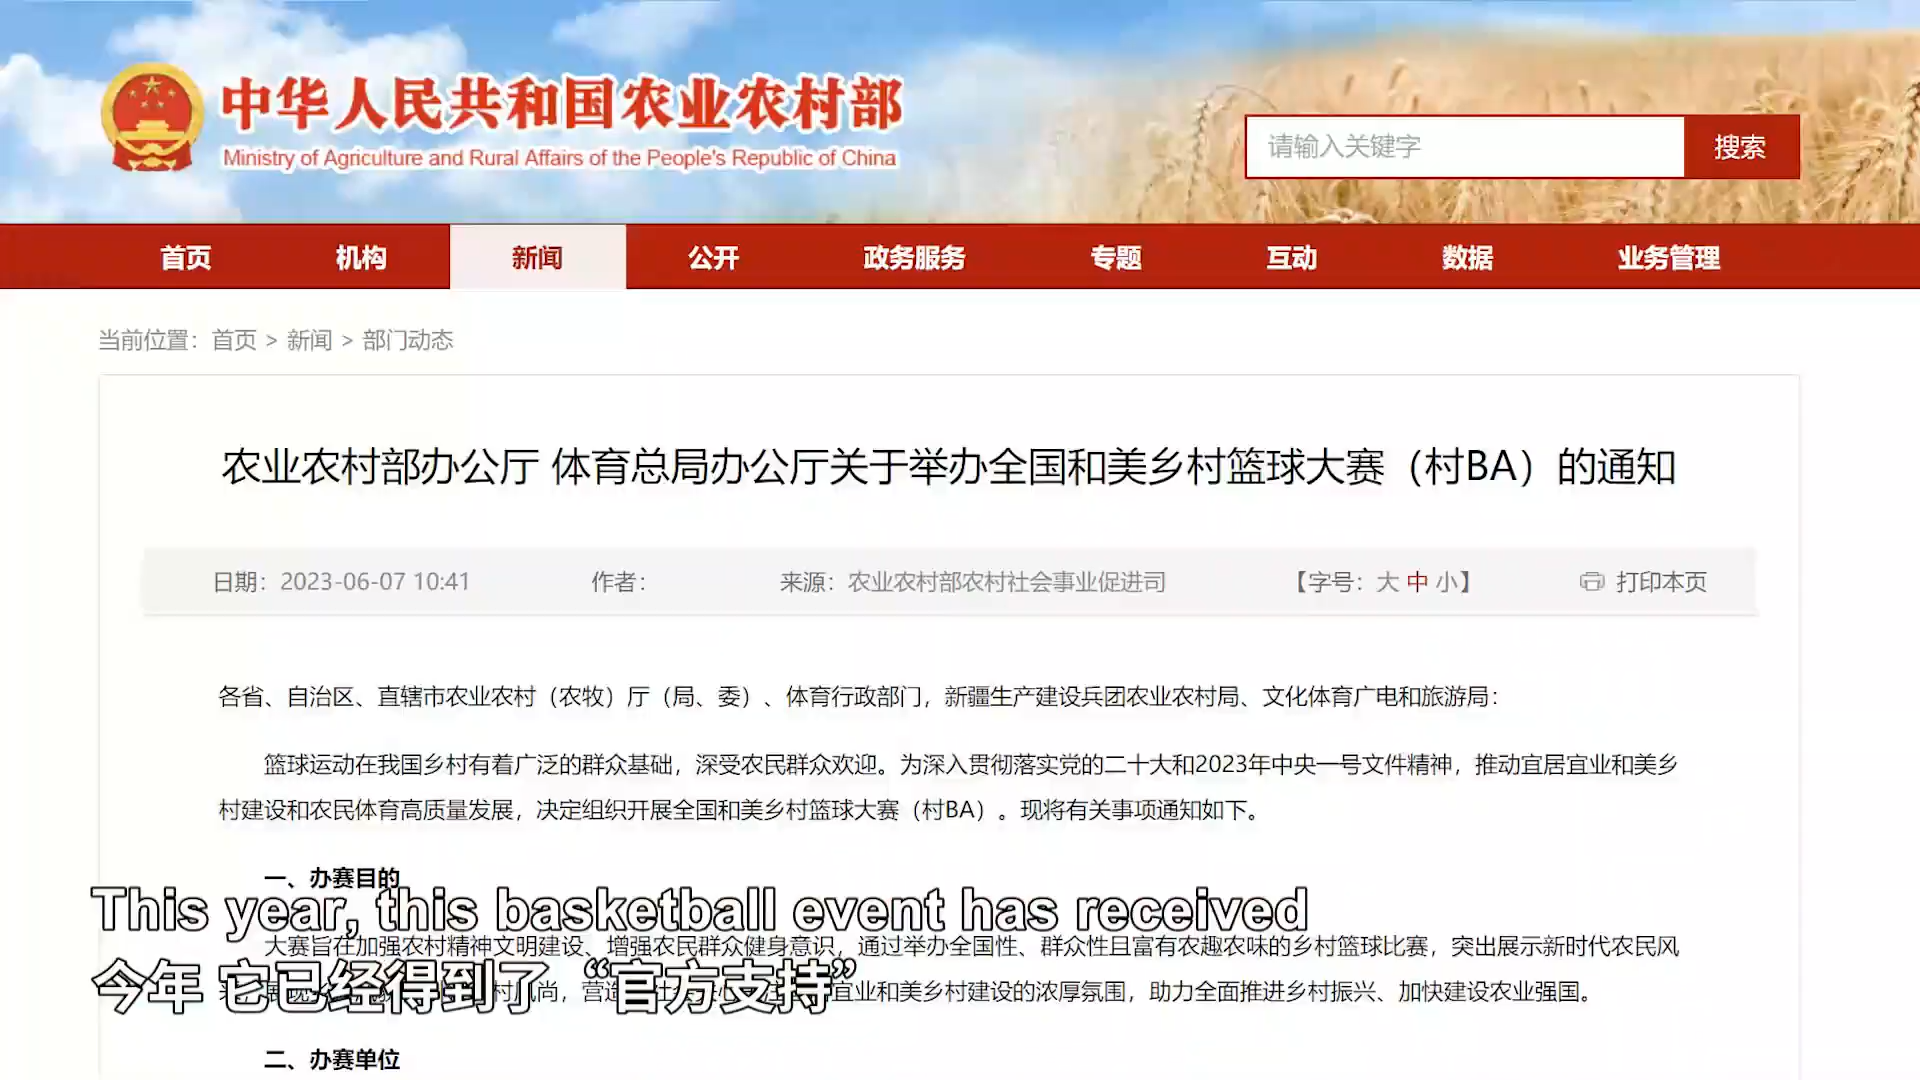 中华人民共和国农业农村部
Ministry of Agriculture and Rural Affairs of the People's Republic of China
请输入关键字 搜索
首页 机构 新闻 公开 政务服务 专题 互动 数据 业务管理
当前位置：首页 > 新闻 > 部门动态
农业农村部办公厅 体育总局办公厅关于举办全国和美乡村篮球大赛（村BA）的通知
日期：2023-06-07 10:41 作者： 来源：农业农村部农村社会事业促进司 【字号：大 中 小】 打印本页
各省、自治区、直辖市农业农村（农牧）厅（局、委）、体育行政部门，新疆生产建设兵团农业农村局、文化体育广电和旅游局：
篮球运动在我国乡村有着广泛的群众基础，深受农民群众欢迎。为深入贯彻落实党的二十大和2023年中央一号文件精神，推动宜居宜业和美乡
村建设和农民体育高质量发展，决定组织开展全国和美乡村篮球大赛（村BA）。现将有关事项通知如下。
一、办赛目的
This year, this basketball event has received
大赛旨在加强农村精神文明建设、增强农民群众健身意识，通过举办全国性、群众性且富有农趣农味的乡村篮球比赛，突出展示新时代农民风
今年 它已经得到了“官方支持”
村风尚，营造 宜业和美乡村建设的浓厚氛围，助力全面推进乡村振兴、加快建设农业强国。
二、办赛单位